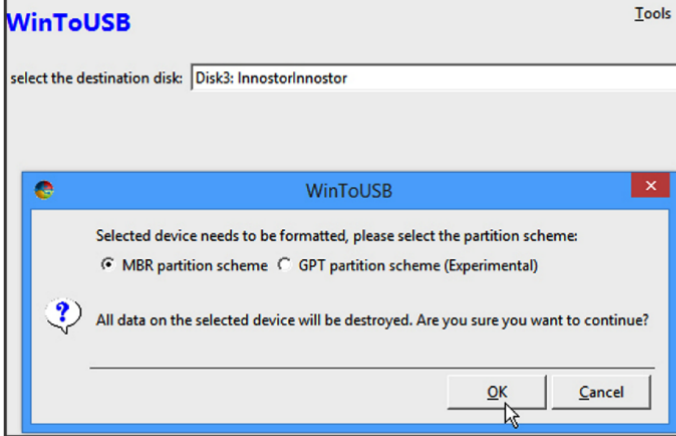 WinToUSB
Tools
select the destination disk: Disk3: InnostorInnostor
WinToUSB
Selected device needs to be formatted, please select the partition scheme:
MBR partition scheme GPT partition scheme (Experimental)
All data on the selected device will be destroyed. Are you sure you want to continue?
OK Cancel